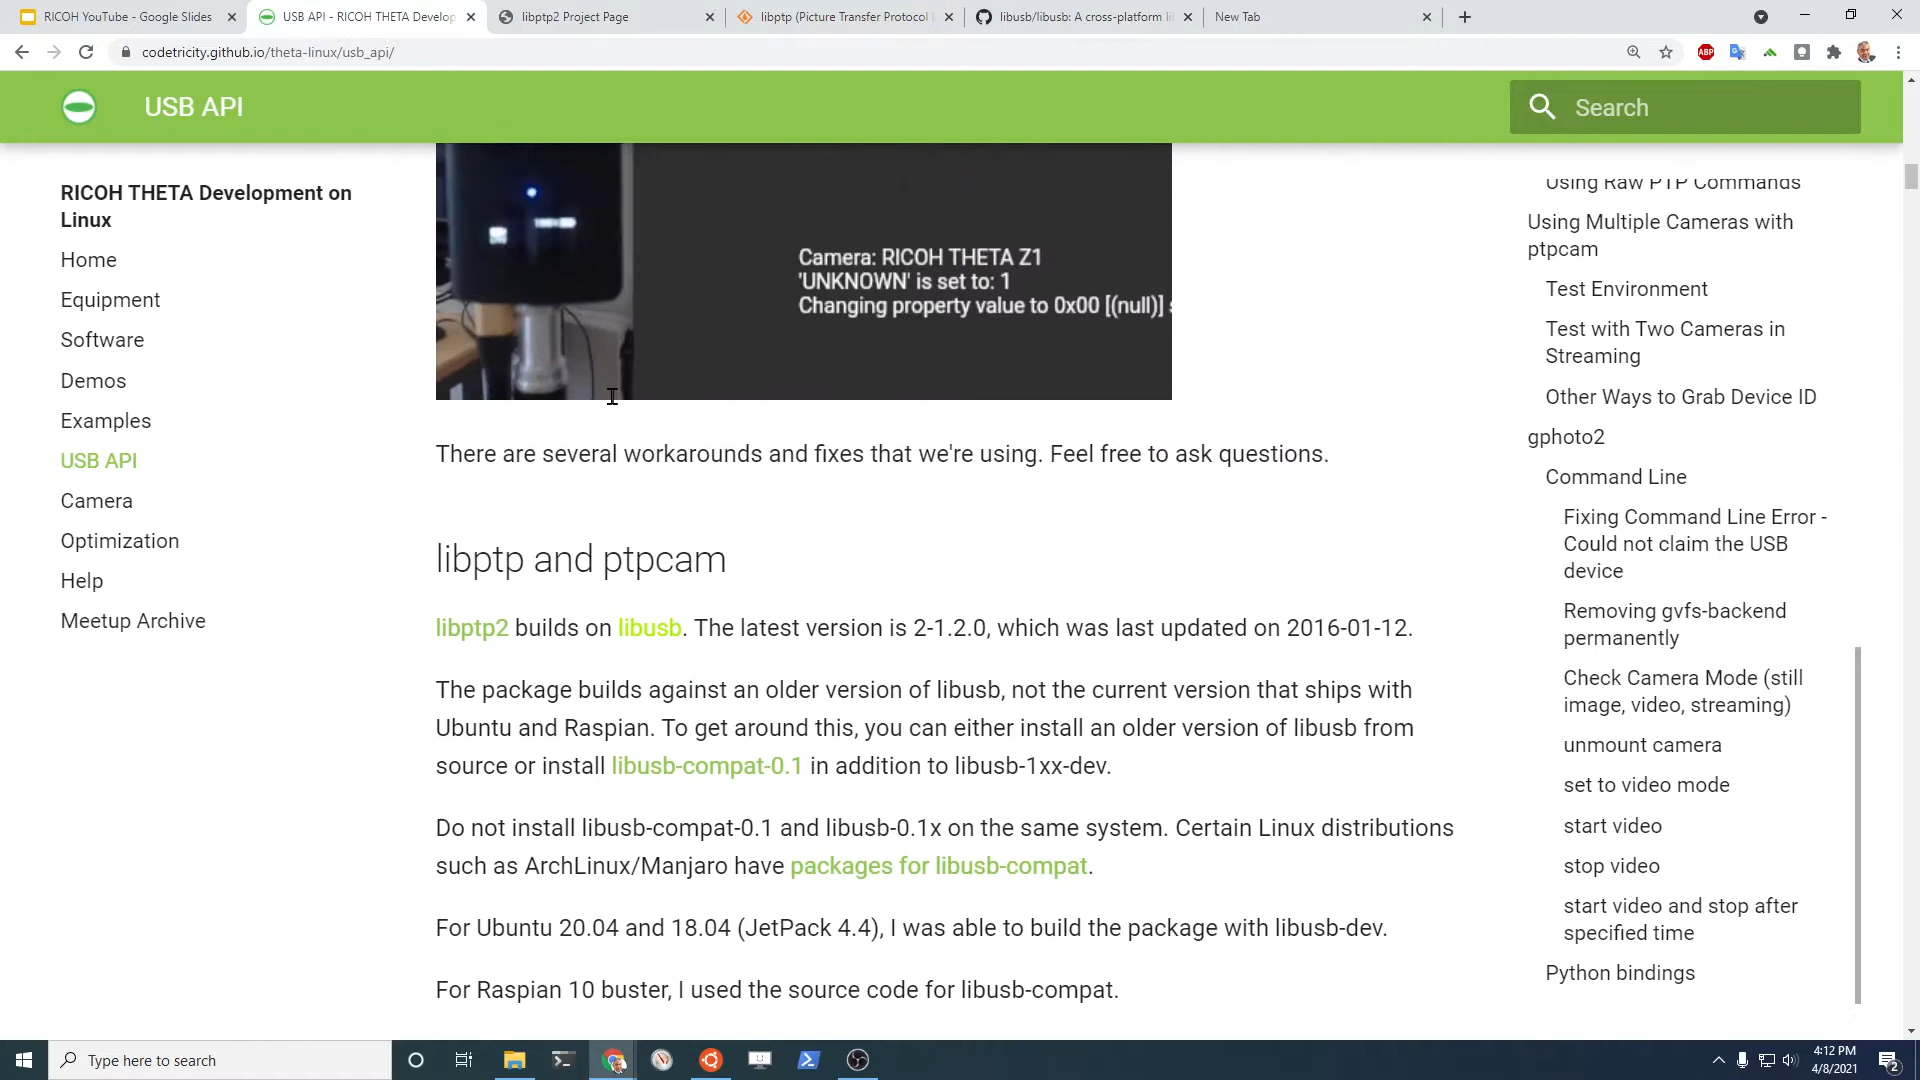 RICOH YouTube - Google Slides
USB API - RICOH THETA Develop
libptp2 Project Page
libptp (Picture Transfer Protocol
libusb/libusb: A cross-platform li
New Tab
codetricity.github.io/theta-linux/usb_api/
ABP
USB API
Search
RICOH THETA Development on
Linux
Home
Equipment
Software
Demos
Examples
USB API
Camera
Optimization
Help
Meetup Archive
Camera: RICOH THETA Z1
'UNKNOWN' is set to: 1
Changing property value to 0x00 [(null)]
There are several workarounds and fixes that we're using. Feel free to ask questions.
libptp and ptpcam
libptp2 builds on libusb. The latest version is 2-1.2.0, which was last updated on 2016-01-12.
The package builds against an older version of libusb, not the current version that ships with
Ubuntu and Raspian. To get around this, you can either install an older version of libusb from
source or install libusb-compat-0.1 in addition to libusb-1xx-dev.
Do not install libusb-compat-0.1 and libusb-0.1x on the same system. Certain Linux distributions
such as ArchLinux/Manjaro have packages for libusb-compat.
For Ubuntu 20.04 and 18.04 (JetPack 4.4), I was able to build the package with libusb-dev.
For Raspian 10 buster, I used the source code for libusb-compat.
Using Raw PTP Commands
Using Multiple Cameras with
ptpcam
Test Environment
Test with Two Cameras in
Streaming
Other Ways to Grab Device ID
gphoto2
Command Line
Fixing Command Line Error -
Could not claim the USB
device
Removing gvfs-backend
permanently
Check Camera Mode (still
image, video, streaming)
unmount camera
set to video mode
start video
stop video
start video and stop after
specified time
Python bindings
Type here to search
4:12 PM
4/8/2021
2